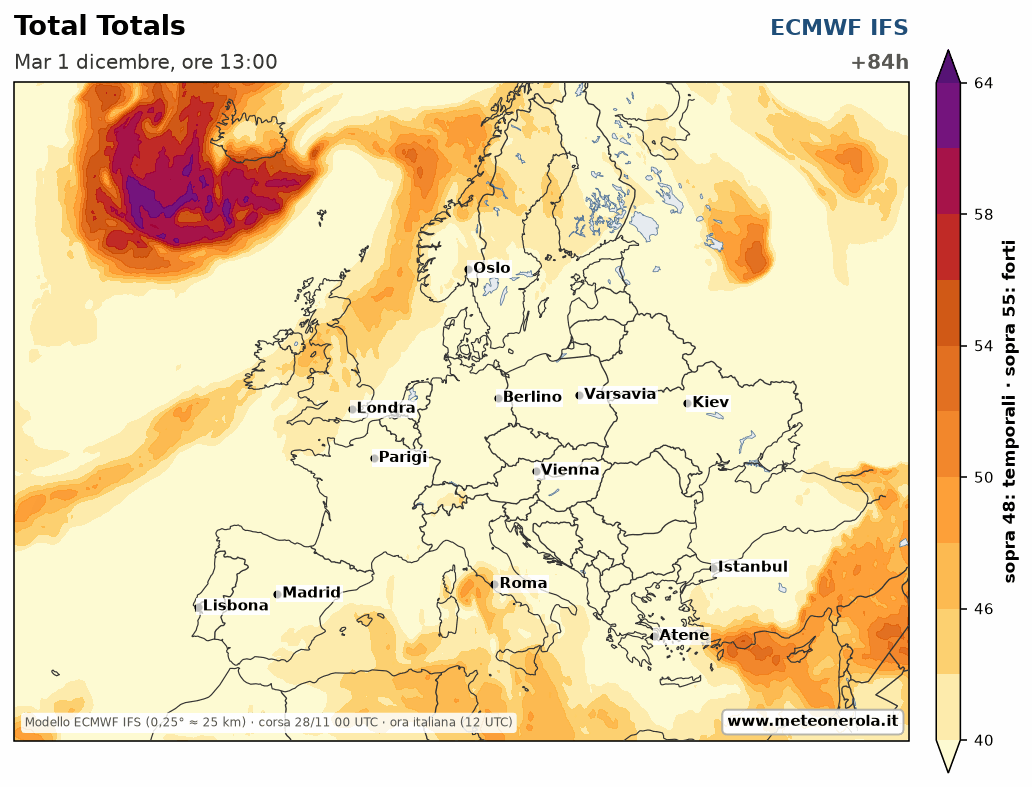 Total Totals
ECMWF IFS
Mar 1 dicembre, ore 13:00
+84h
64
58
54
50
46
40
sopra 48: temporali · sopra 55: forti
Oslo
Londra
Berlino
Varsavia
Kiev
Parigi
Vienna
Istanbul
Roma
Madrid
Lisbona
Atene
Modello ECMWF IFS (0,25° ≈ 25 km) · corsa 28/11 00 UTC · ora italiana (12 UTC)
www.meteonerola.it